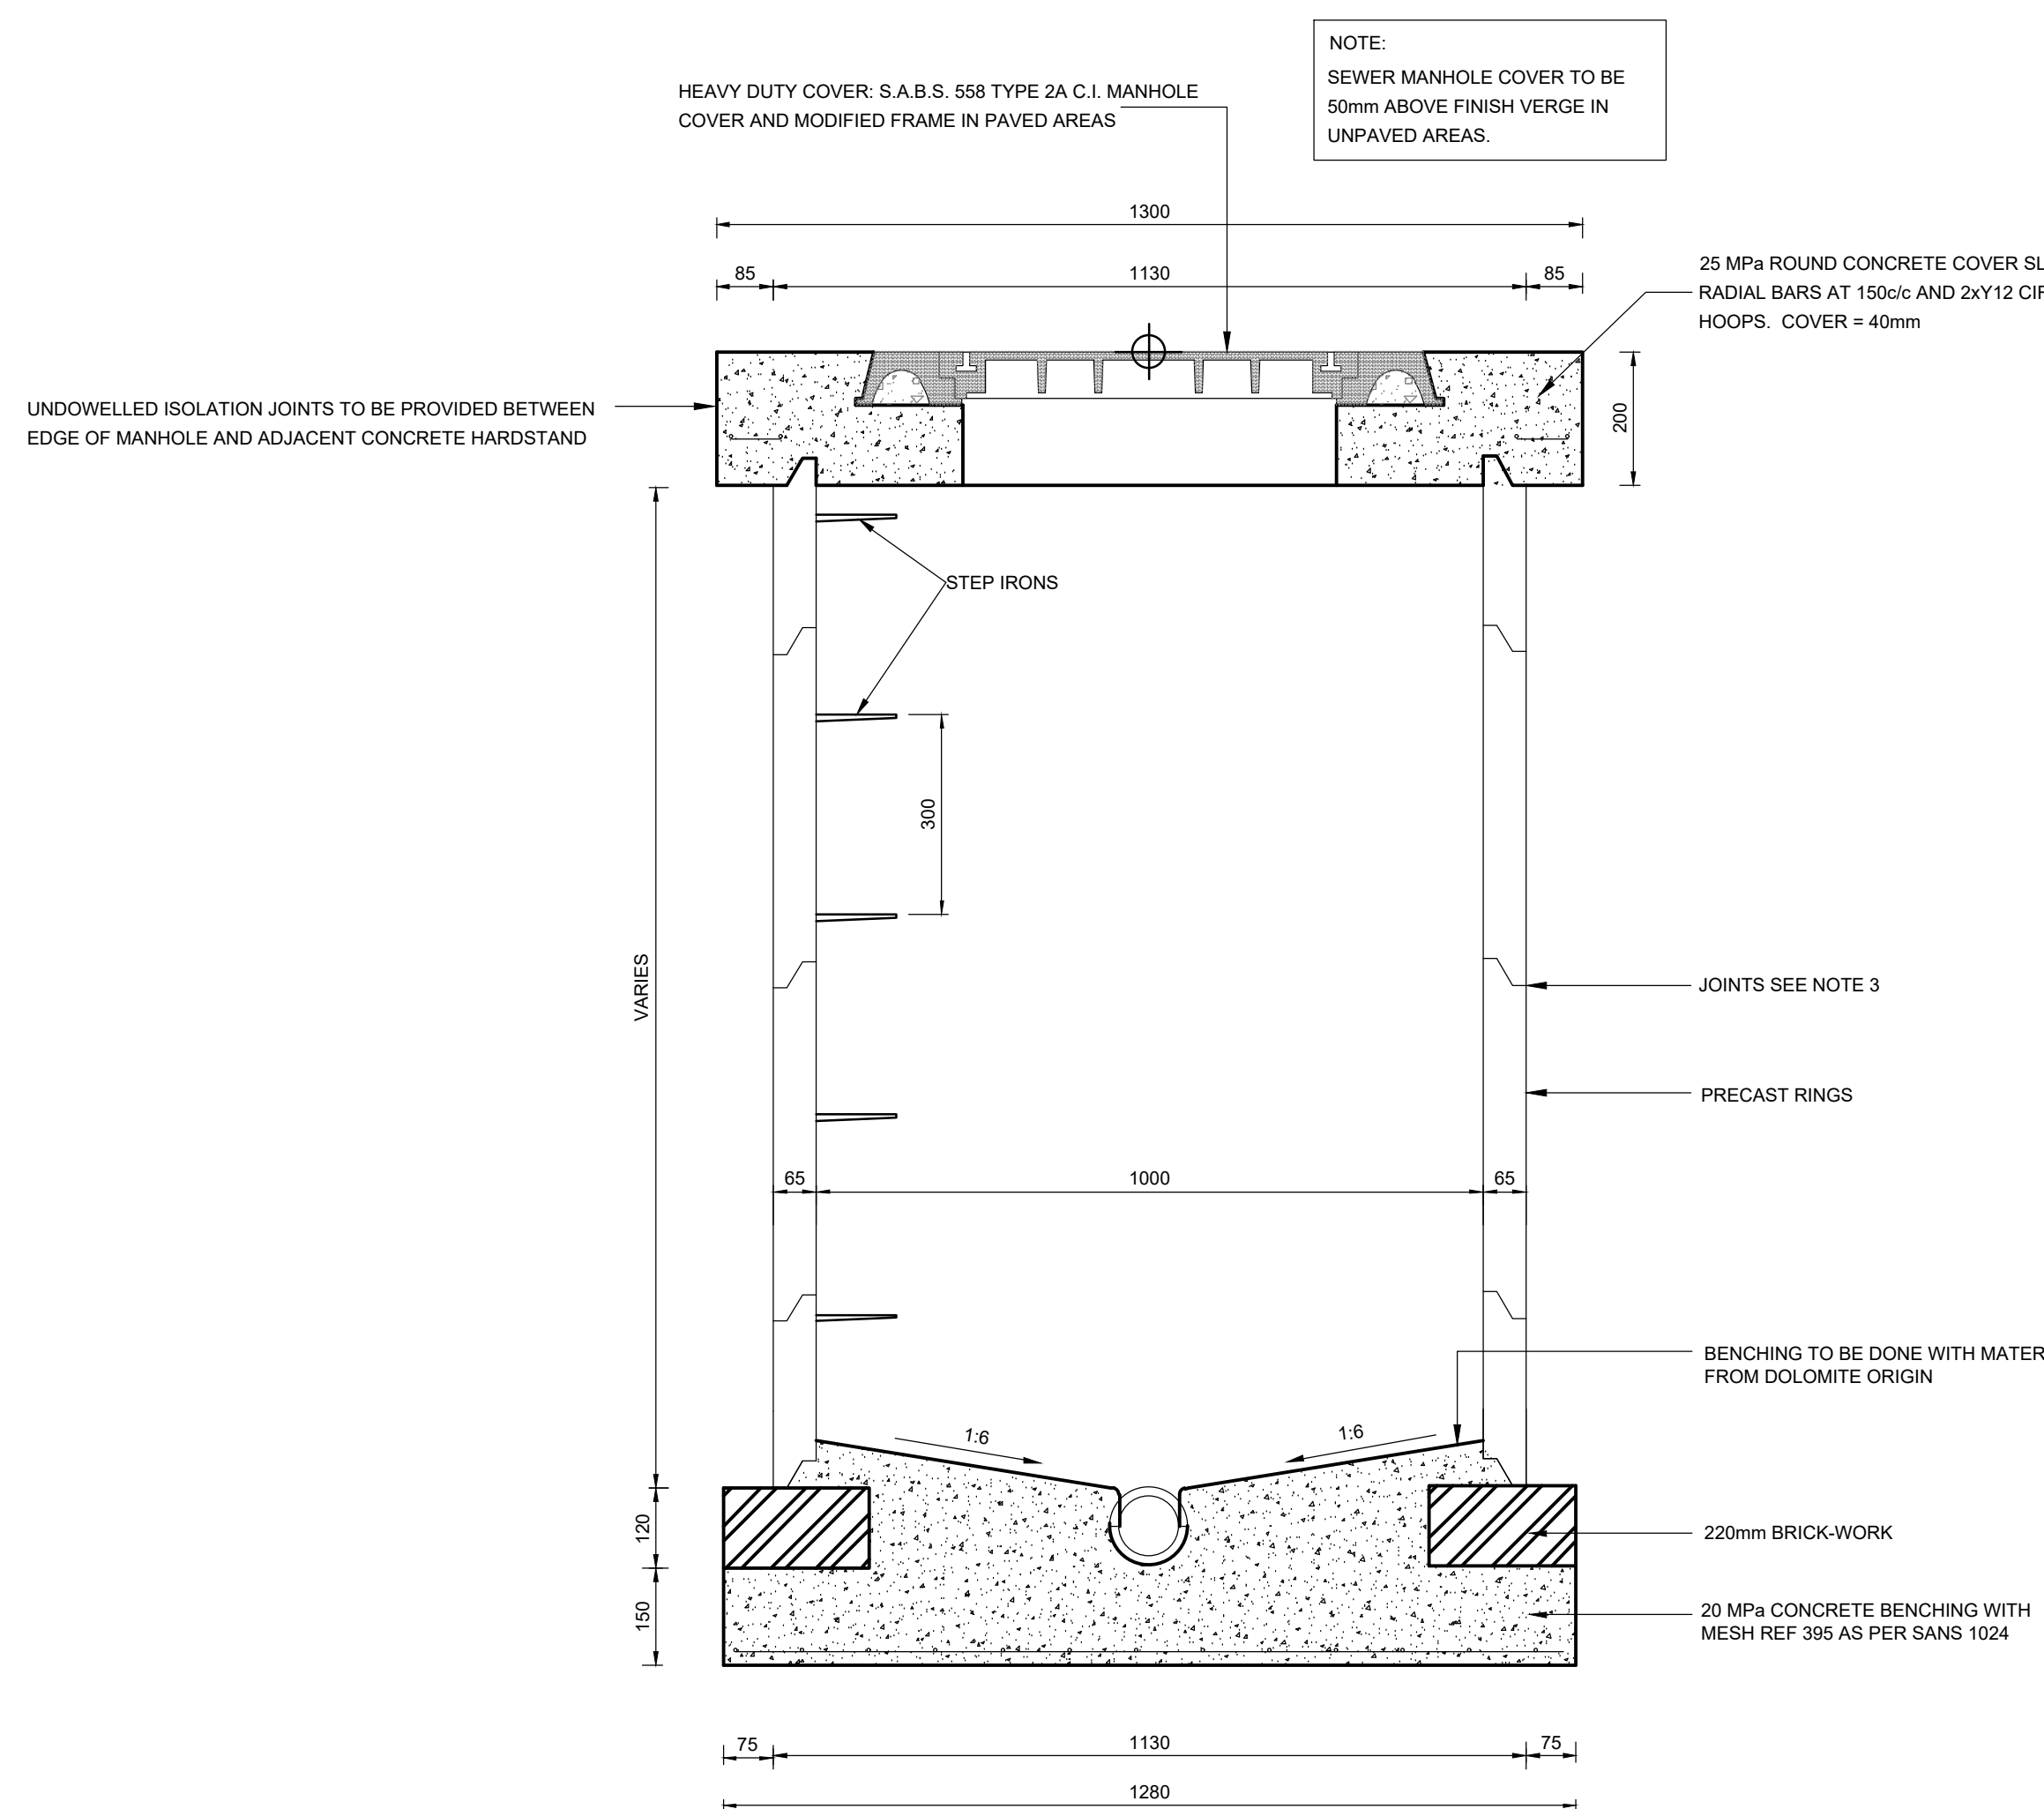 NOTE:
SEWER MANHOLE COVER TO BE
50mm ABOVE FINISH VERGE IN
UNPAVED AREAS.
HEAVY DUTY COVER: S.A.B.S. 558 TYPE 2A C.I. MANHOLE
COVER AND MODIFIED FRAME IN PAVED AREAS
1300
85
1130
85
25 MPa ROUND CONCRETE COVER
RADIAL BARS AT 150c/c AND 2xY12
HOOPS. COVER = 40mm
200
UNDOWELLED ISOLATION JOINTS TO BE PROVIDED BETWEEN
EDGE OF MANHOLE AND ADJACENT CONCRETE HARDSTAND
STEP IRONS
300
VARIES
JOINTS SEE NOTE 3
PRECAST RINGS
65
1000
65
BENCHING TO BE DONE WITH
FROM DOLOMITE ORIGIN
1:6
1:6
120
220mm BRICK-WORK
150
20 MPa CONCRETE BENCHING WITH
MESH REF 395 AS PER SANS 1024
75
1130
75
1280